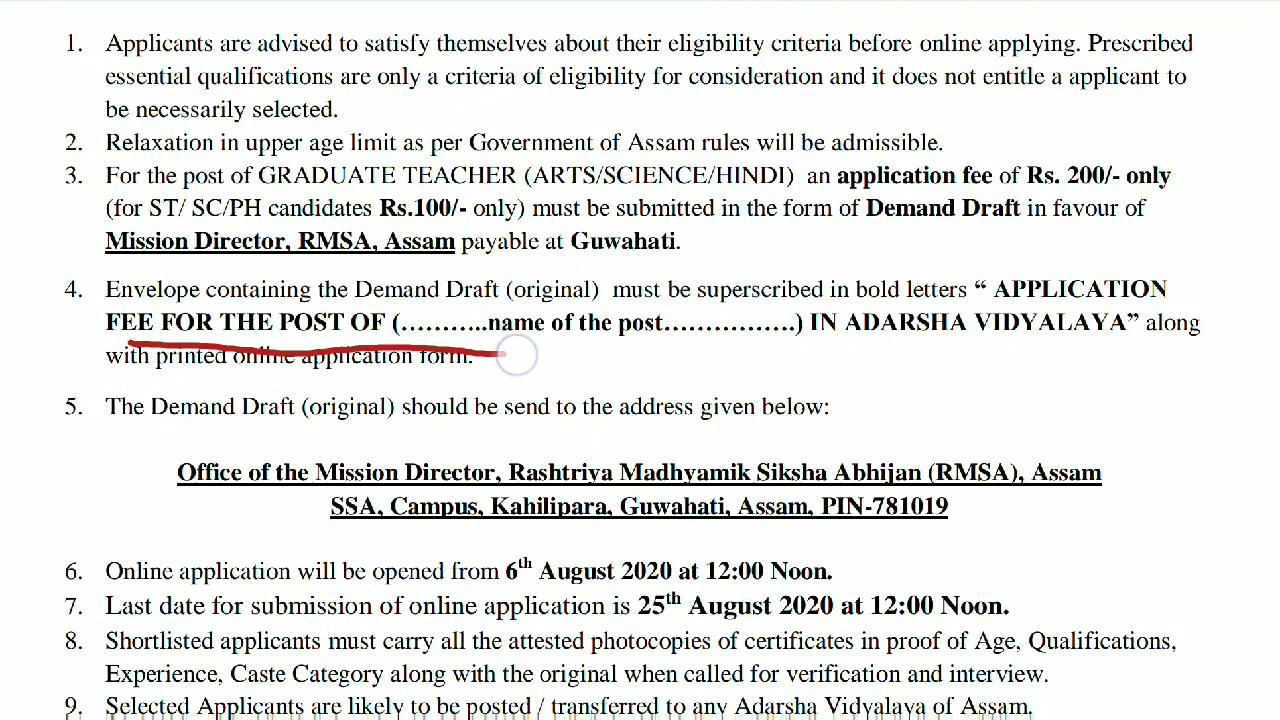 1. Applicants are advised to satisfy themselves about their eligibility criteria before online applying. Prescribed
essential qualifications are only a criteria of eligibility for consideration and it does not entitle a applicant to
be necessarily selected.
2. Relaxation in upper age limit as per Government of Assam rules will be admissible.
3. For the post of GRADUATE TEACHER (ARTS/SCIENCE/HINDI) an application fee of Rs. 200/- only
(for ST/ SC/PH candidates Rs.100/- only) must be submitted in the form of Demand Draft in favour of
Mission Director, RMSA, Assam payable at Guwahati.
4. Envelope containing the Demand Draft (original) must be superscribed in bold letters “ APPLICATION
FEE FOR THE POST OF (………..name of the post…………….) IN ADARSHA VIDYALAYA” along
with printed online application form.
5. The Demand Draft (original) should be send to the address given below:
Office of the Mission Director, Rashtriya Madhyamik Siksha Abhijan (RMSA), Assam
SSA, Campus, Kahilipara, Guwahati, Assam, PIN-781019
6. Online application will be opened from 6th August 2020 at 12:00 Noon.
7. Last date for submission of online application is 25th August 2020 at 12:00 Noon.
8. Shortlisted applicants must carry all the attested photocopies of certificates in proof of Age, Qualifications,
Experience, Caste Category along with the original when called for verification and interview.
9. Selected Applicants are likely to be posted / transferred to any Adarsha Vidyalaya of Assam.